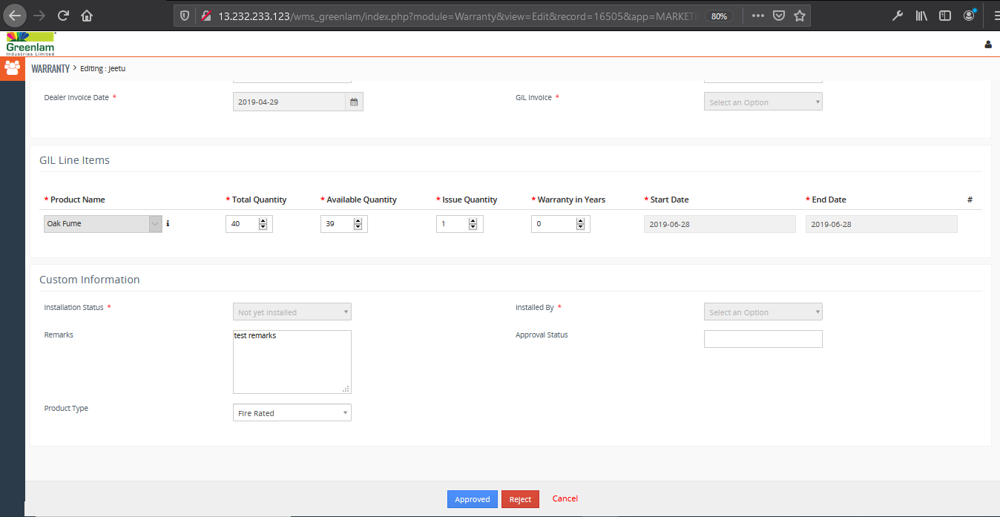 13.232.233.123/wms_greenlam/index.php?module=Warranty&view=Edit&record=16505&app=MARKETI 80%
Greenlam
Industries Limited
WARRANTY > Editing : Jeetu
Dealer Invoice Date * 2019-04-29 GIL Invoice * Select an Option
GIL Line Items
* Product Name * Total Quantity * Available Quantity * Issue Quantity * Warranty in Years * Start Date * End Date #
Oak Fume i 40 39 1 0 2019-06-28 2019-06-28
Custom Information
Installation Status * Not yet Installed Installed By * Select an Option
Remarks test remarks Approval Status
Product Type Fire Rated
Approved Reject Cancel